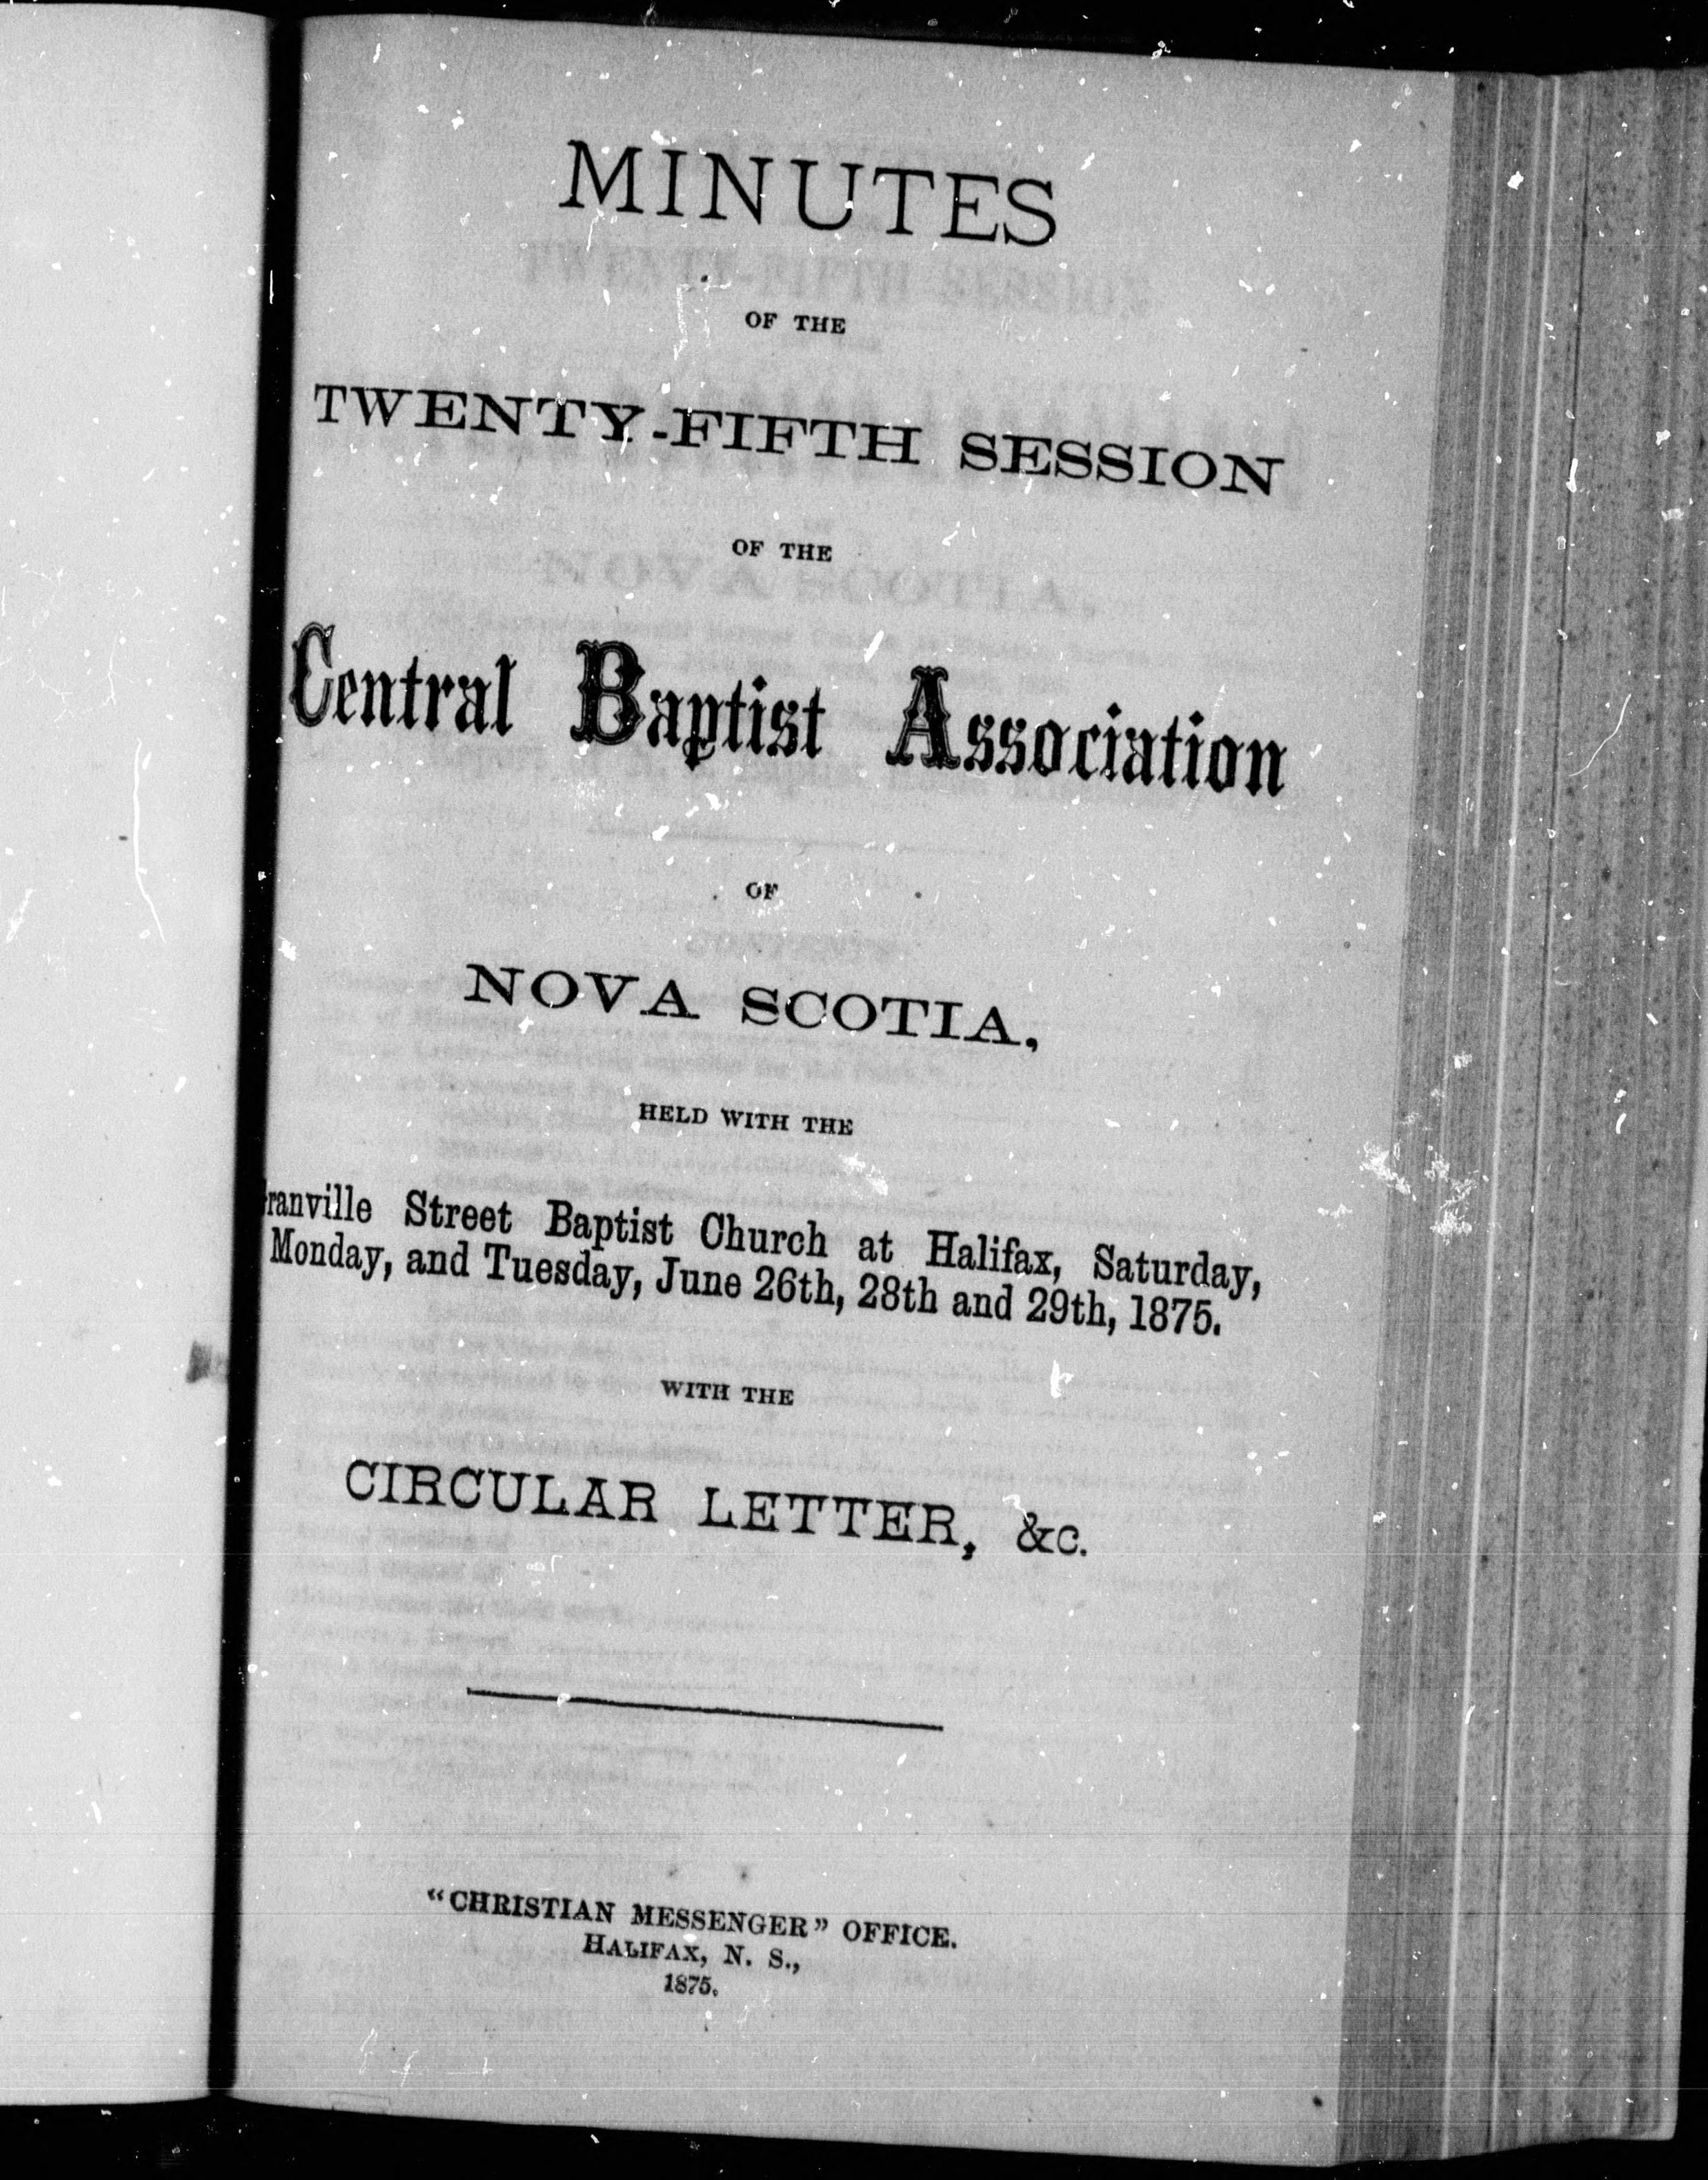 MINUTES
OF THE
TWENTY-FIFTH SESSION
OF THE
Central Baptist Association
OF
NOVA SCOTIA,
HELD WITH THE
Granville Street Baptist Church at Halifax, Saturday,
Monday, and Tuesday, June 26th, 28th and 29th, 1875.
WITH THE
CIRCULAR LETTER, &c.
"CHRISTIAN MESSENGER" OFFICE.
HALIFAX, N. S.,
1875.